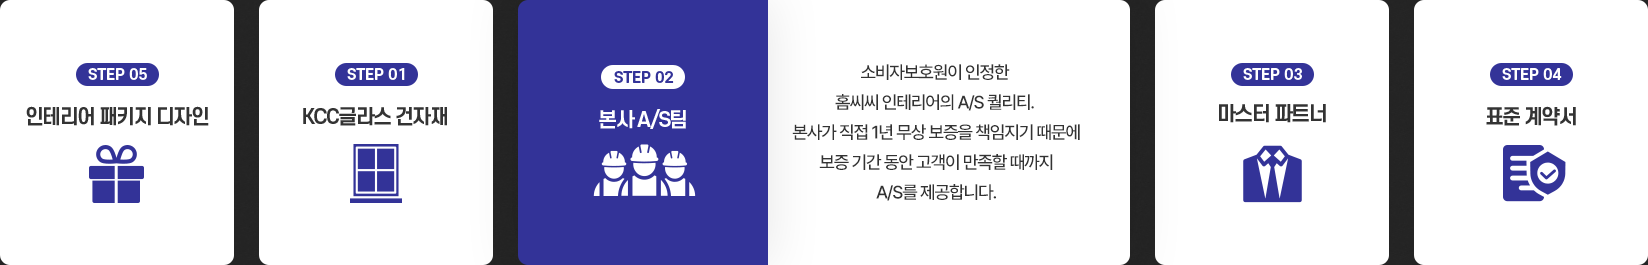 STEP 05
인테리어 패키지 디자인
STEP 01
KCC글라스 건자재
STEP 02
본사 A/S팀
소비자보호원이 인정한
홈씨씨 인테리어의 A/S 퀄리티.
본사가 직접 1년 무상 보증을 책임지기 때문에
보증 기간 동안 고객이 만족할 때까지
A/S를 제공합니다.
STEP 03
마스터 파트너
STEP 04
표준 계약서